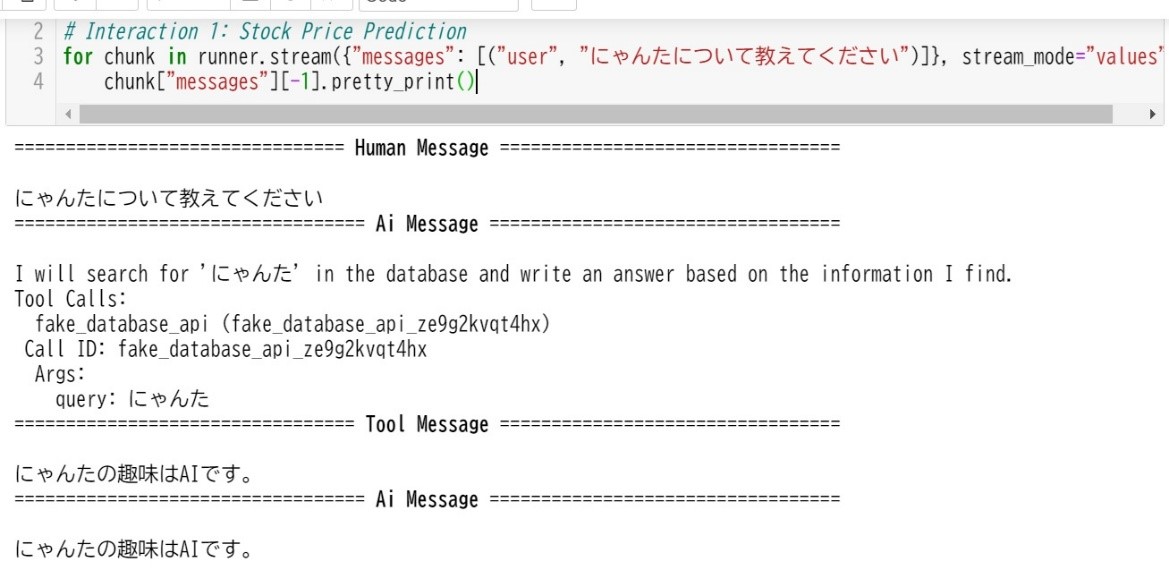 2 # Interaction 1: Stock Price Prediction
3 for chunk in runner.stream({"messages": [("user", "にゃんたについて教えてください")]}, stream_mode="values"
4 chunk["messages"][-1].pretty_print()
================================ Human Message =================================
にゃんたについて教えてください
================================== Ai Message ==================================
I will search for 'にゃんた' in the database and write an answer based on the information I find.
Tool Calls:
fake_database_api (fake_database_api_ze9g2kvqt4hx)
Call ID: fake_database_api_ze9g2kvqt4hx
Args:
query: にゃんた
================================= Tool Message =================================
にゃんたの趣味はAIです。
================================== Ai Message ==================================
にゃんたの趣味はAIです。